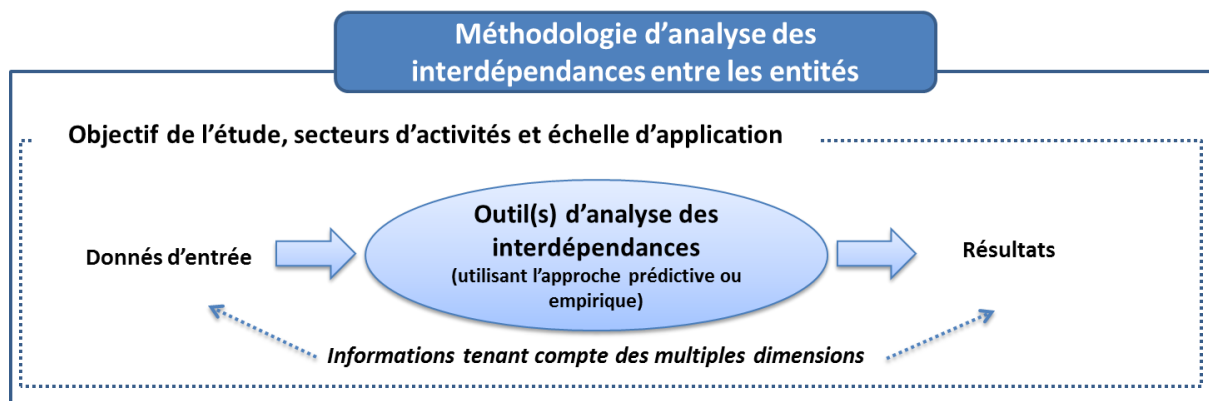 Méthodologie d’analyse des
interdépendances entre les entités
Objectif de l’étude, secteurs d’activités et échelle d’application
Donnés d’entrée
Outil(s) d’analyse des
interdépendances
(utilisant l’approche prédictive ou
empirique)
Résultats
Informations tenant compte des multiples dimensions